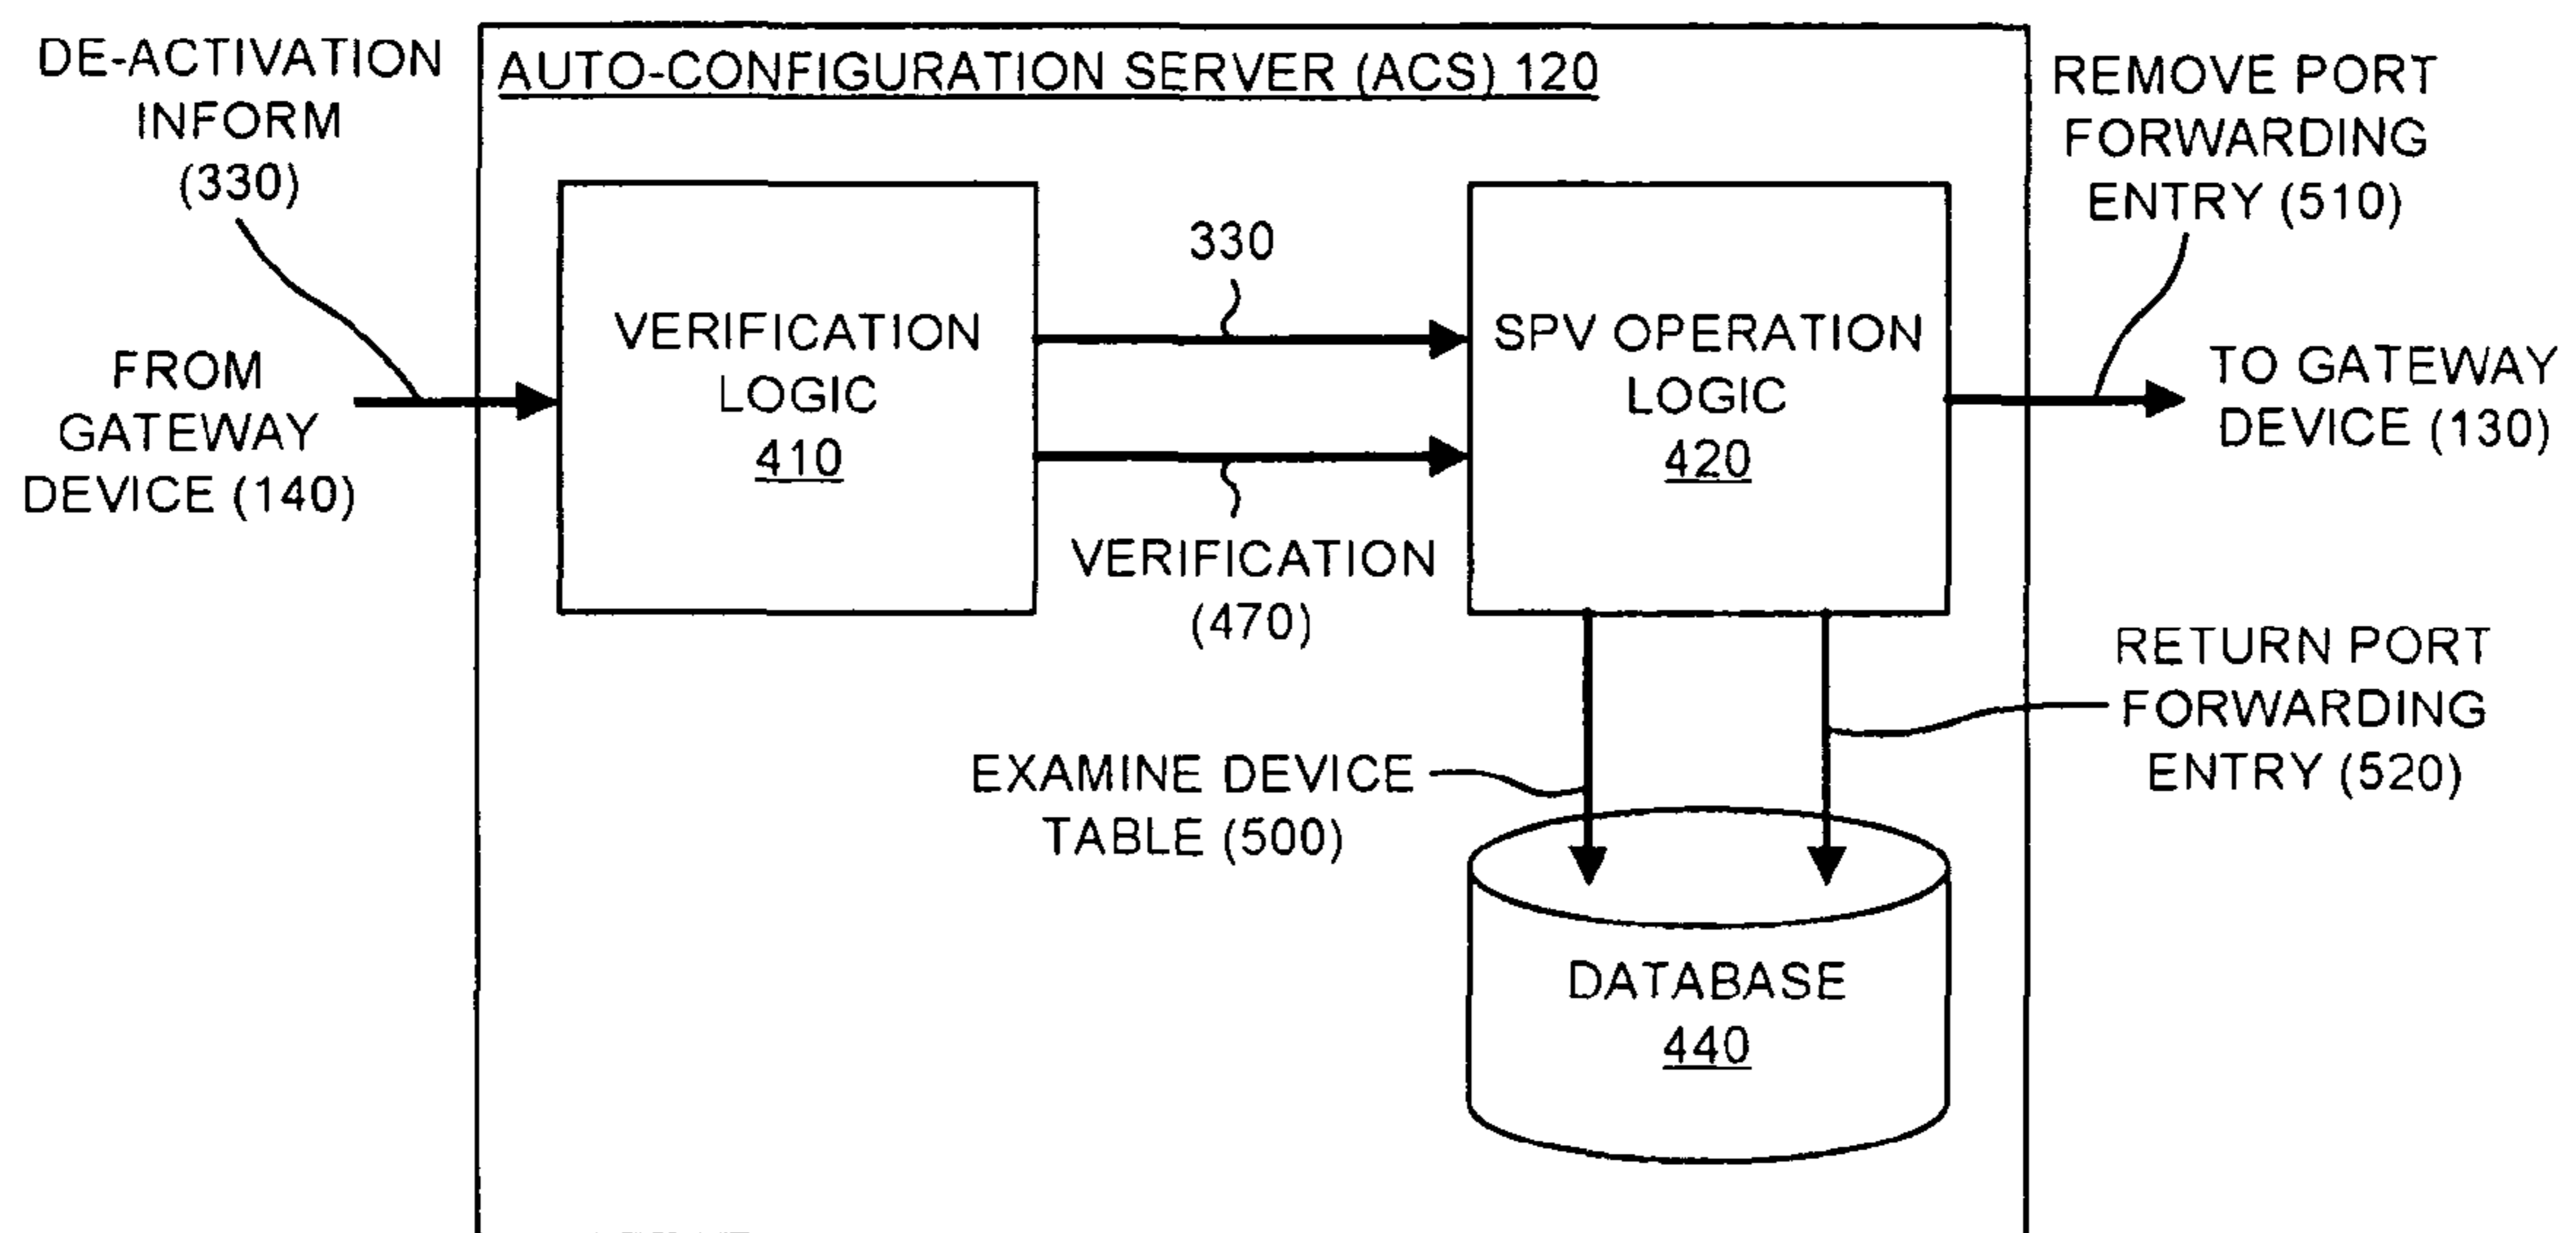 DE-ACTIVATION
INFORM
(330)
AUTO-CONFIGURATION SERVER (ACS) 120
REMOVE PORT
FORWARDING
ENTRY (510)
FROM
GATEWAY
DEVICE (140)
VERIFICATION
LOGIC
410
330
VERIFICATION
(470)
SPV OPERATION
LOGIC
420
TO GATEWAY
DEVICE (130)
EXAMINE DEVICE
TABLE (500)
RETURN PORT
FORWARDING
ENTRY (520)
DATABASE
440